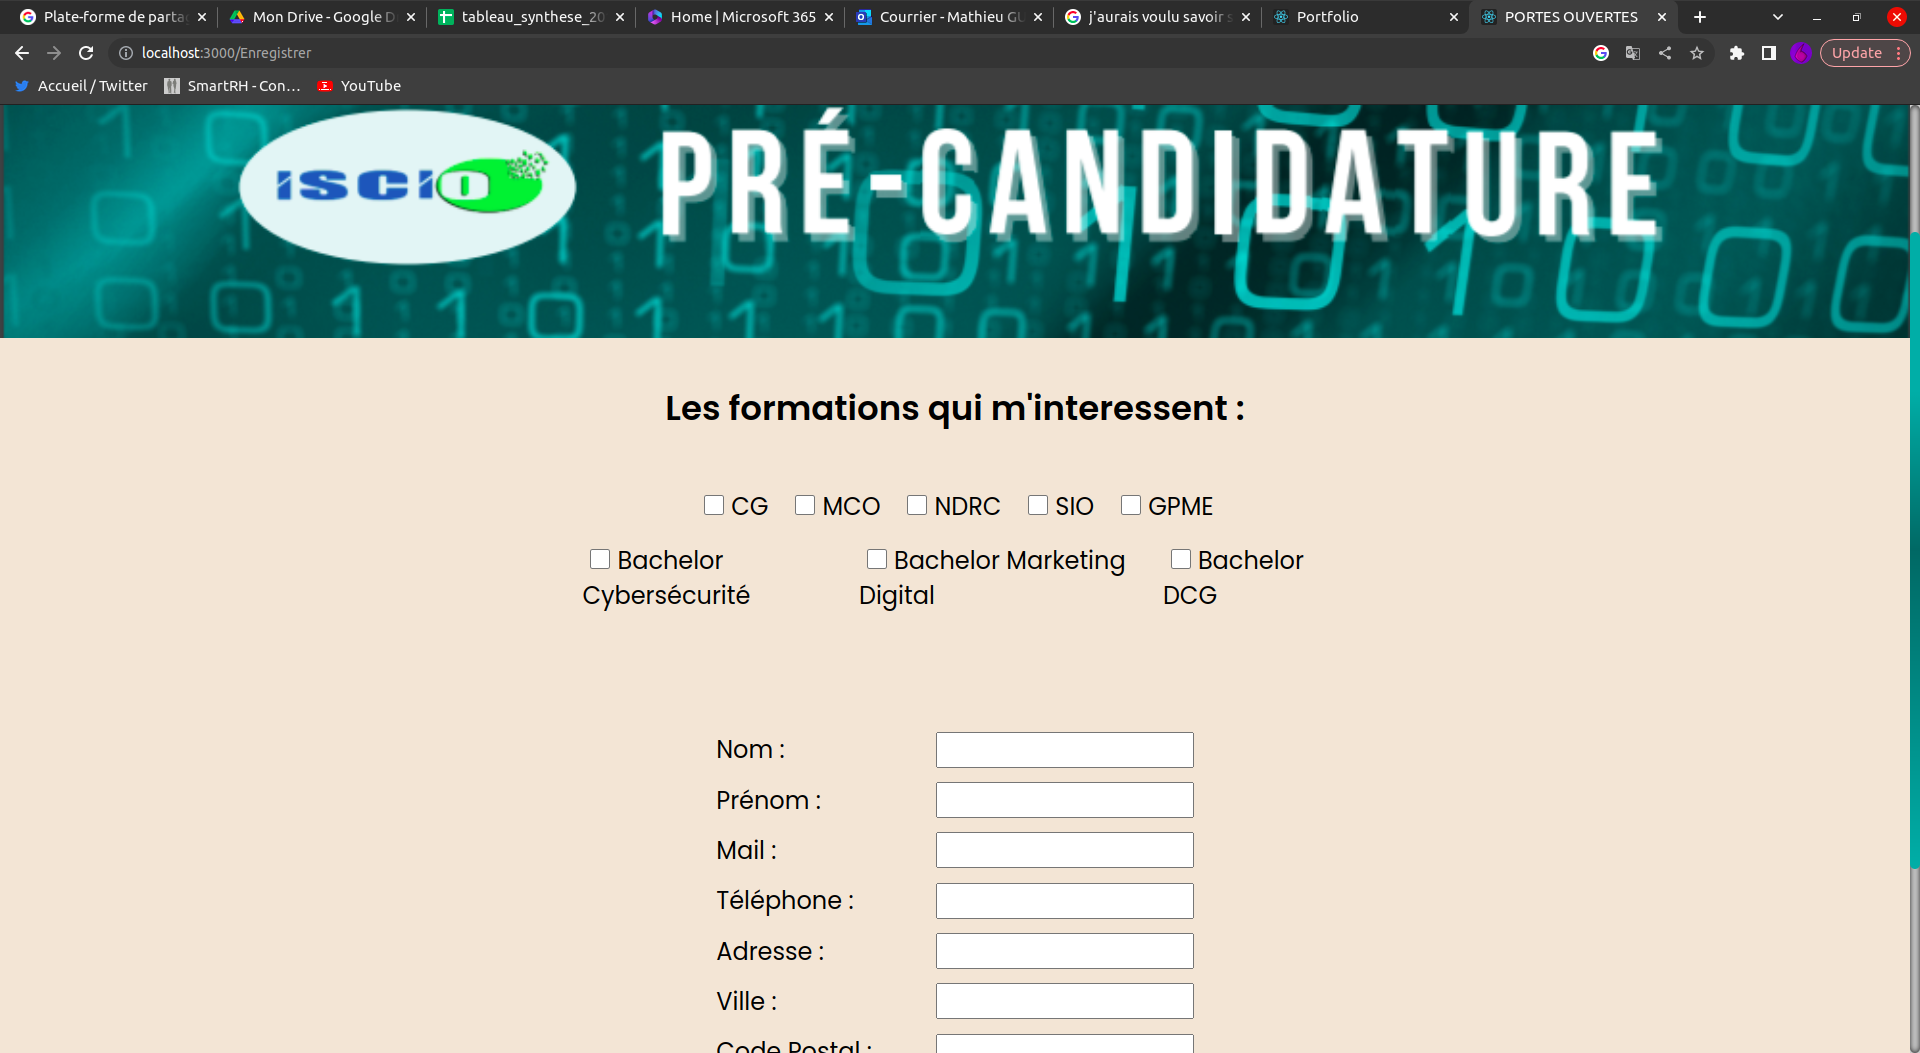 Plate-forme de parta
Mon Drive - Google D
tableau_synthese_20
Home | Microsoft 365
Courrier - Mathieu GU
j'aurais voulu savoir s
Portfolio
PORTES OUVERTES
localhost:3000/Enregistrer
Update
Accueil / Twitter
SmartRH - Con...
YouTube
ISCIO
PRÉ-CANDIDATURE
Les formations qui m'interessent :
CG MCO NDRC SIO GPME
Bachelor Cybersécurité
Bachelor Marketing Digital
Bachelor DCG
Nom :
Prénom :
Mail :
Téléphone :
Adresse :
Ville :
Code Postal :